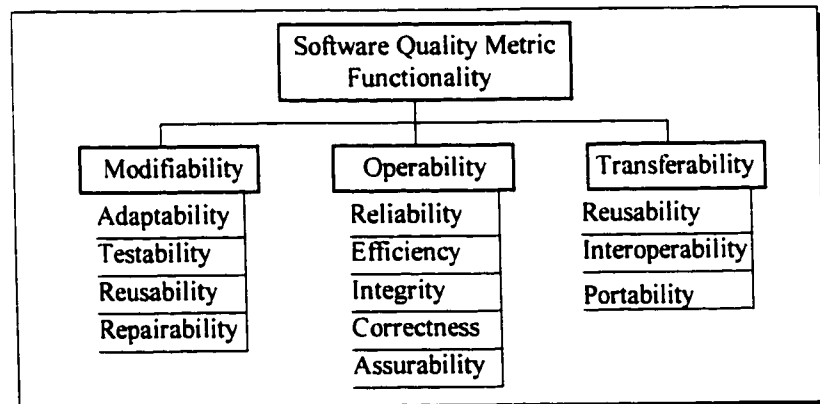 Software Quality Metric
Functionality
Modifiability
Adaptability
Testability
Reusability
Repairability
Operability
Reliability
Efficiency
Integrity
Correctness
Assurability
Transferability
Reusability
Interoperability
Portability